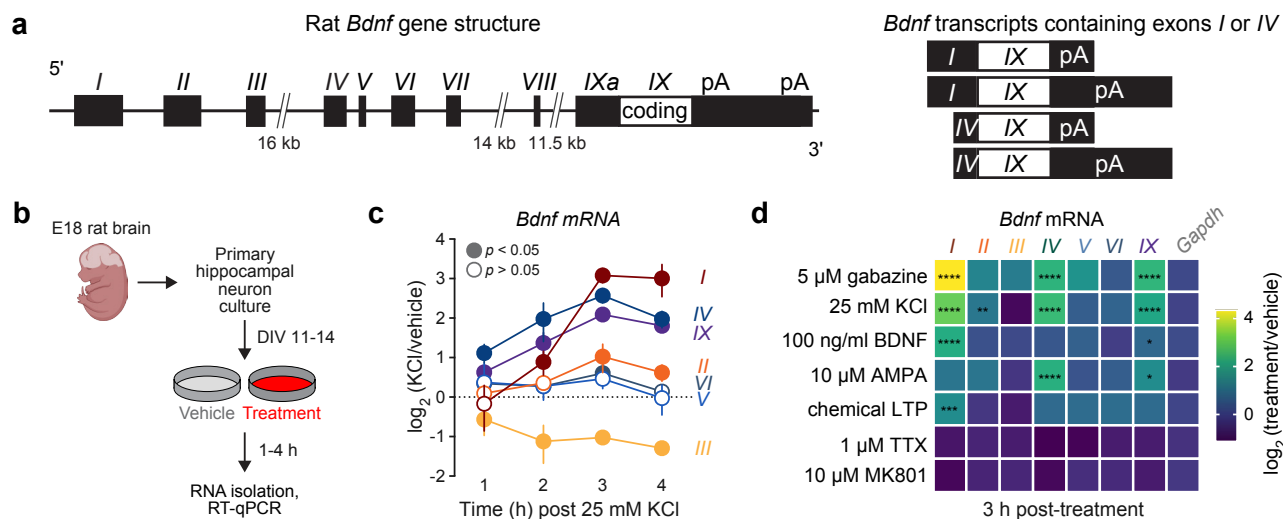 a
Rat Bdnf gene structure
5'
I II III IV V VI VII VIII IXa IX pA pA
coding
16 kb 14 kb 11.5 kb
3'
Bdnf transcripts containing exons I or IV
I IX pA
I IX pA
IV IX pA
IV IX pA
b
E18 rat brain
Primary
hippocampal
neuron
culture
DIV 11-14
Vehicle Treatment
1-4 h
RNA isolation,
RT-qPCR
c
Bdnf mRNA
p < 0.05
p > 0.05
log2 (KCl/vehicle)
4
3
2
1
0
-1
-2
I
IV
IX
II
VI
V
III
1 2 3 4
Time (h) post 25 mM KCl
d
Bdnf mRNA
I II III IV V VI IX Gapdh
5 µM gabazine **** **** ****
25 mM KCl **** ** **** ****
100 ng/ml BDNF **** *
10 µM AMPA **** *
chemical LTP ***
1 µM TTX
10 µM MK801
3 h post-treatment
4
2
0
log2 (treatment/vehicle)